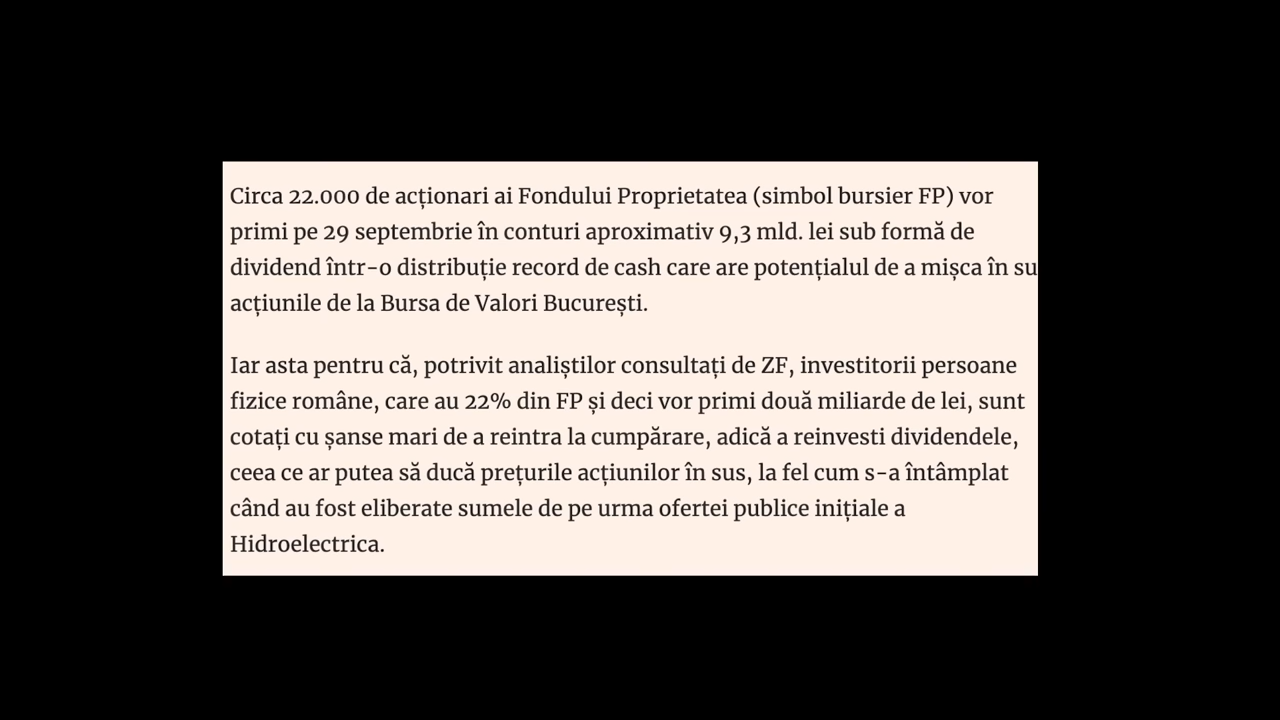 Circa 22.000 de acționari ai Fondului Proprietatea (simbol bursier FP) vor
primi pe 29 septembrie în conturi aproximativ 9,3 mld. lei sub formă de
dividend într-o distribuție record de cash care are potențialul de a mișca în su
acțiunile de la Bursa de Valori București.
Iar asta pentru că, potrivit analiștilor consultați de ZF, investitorii persoane
fizice române, care au 22% din FP și deci vor primi două miliarde de lei, sunt
cotați cu șanse mari de a reintra la cumpărare, adică a reinvesti dividendele,
ceea ce ar putea să ducă prețurile acțiunilor în sus, la fel cum s-a întâmplat
când au fost eliberate sumele de pe urma ofertei publice inițiale a
Hidroelectrica.